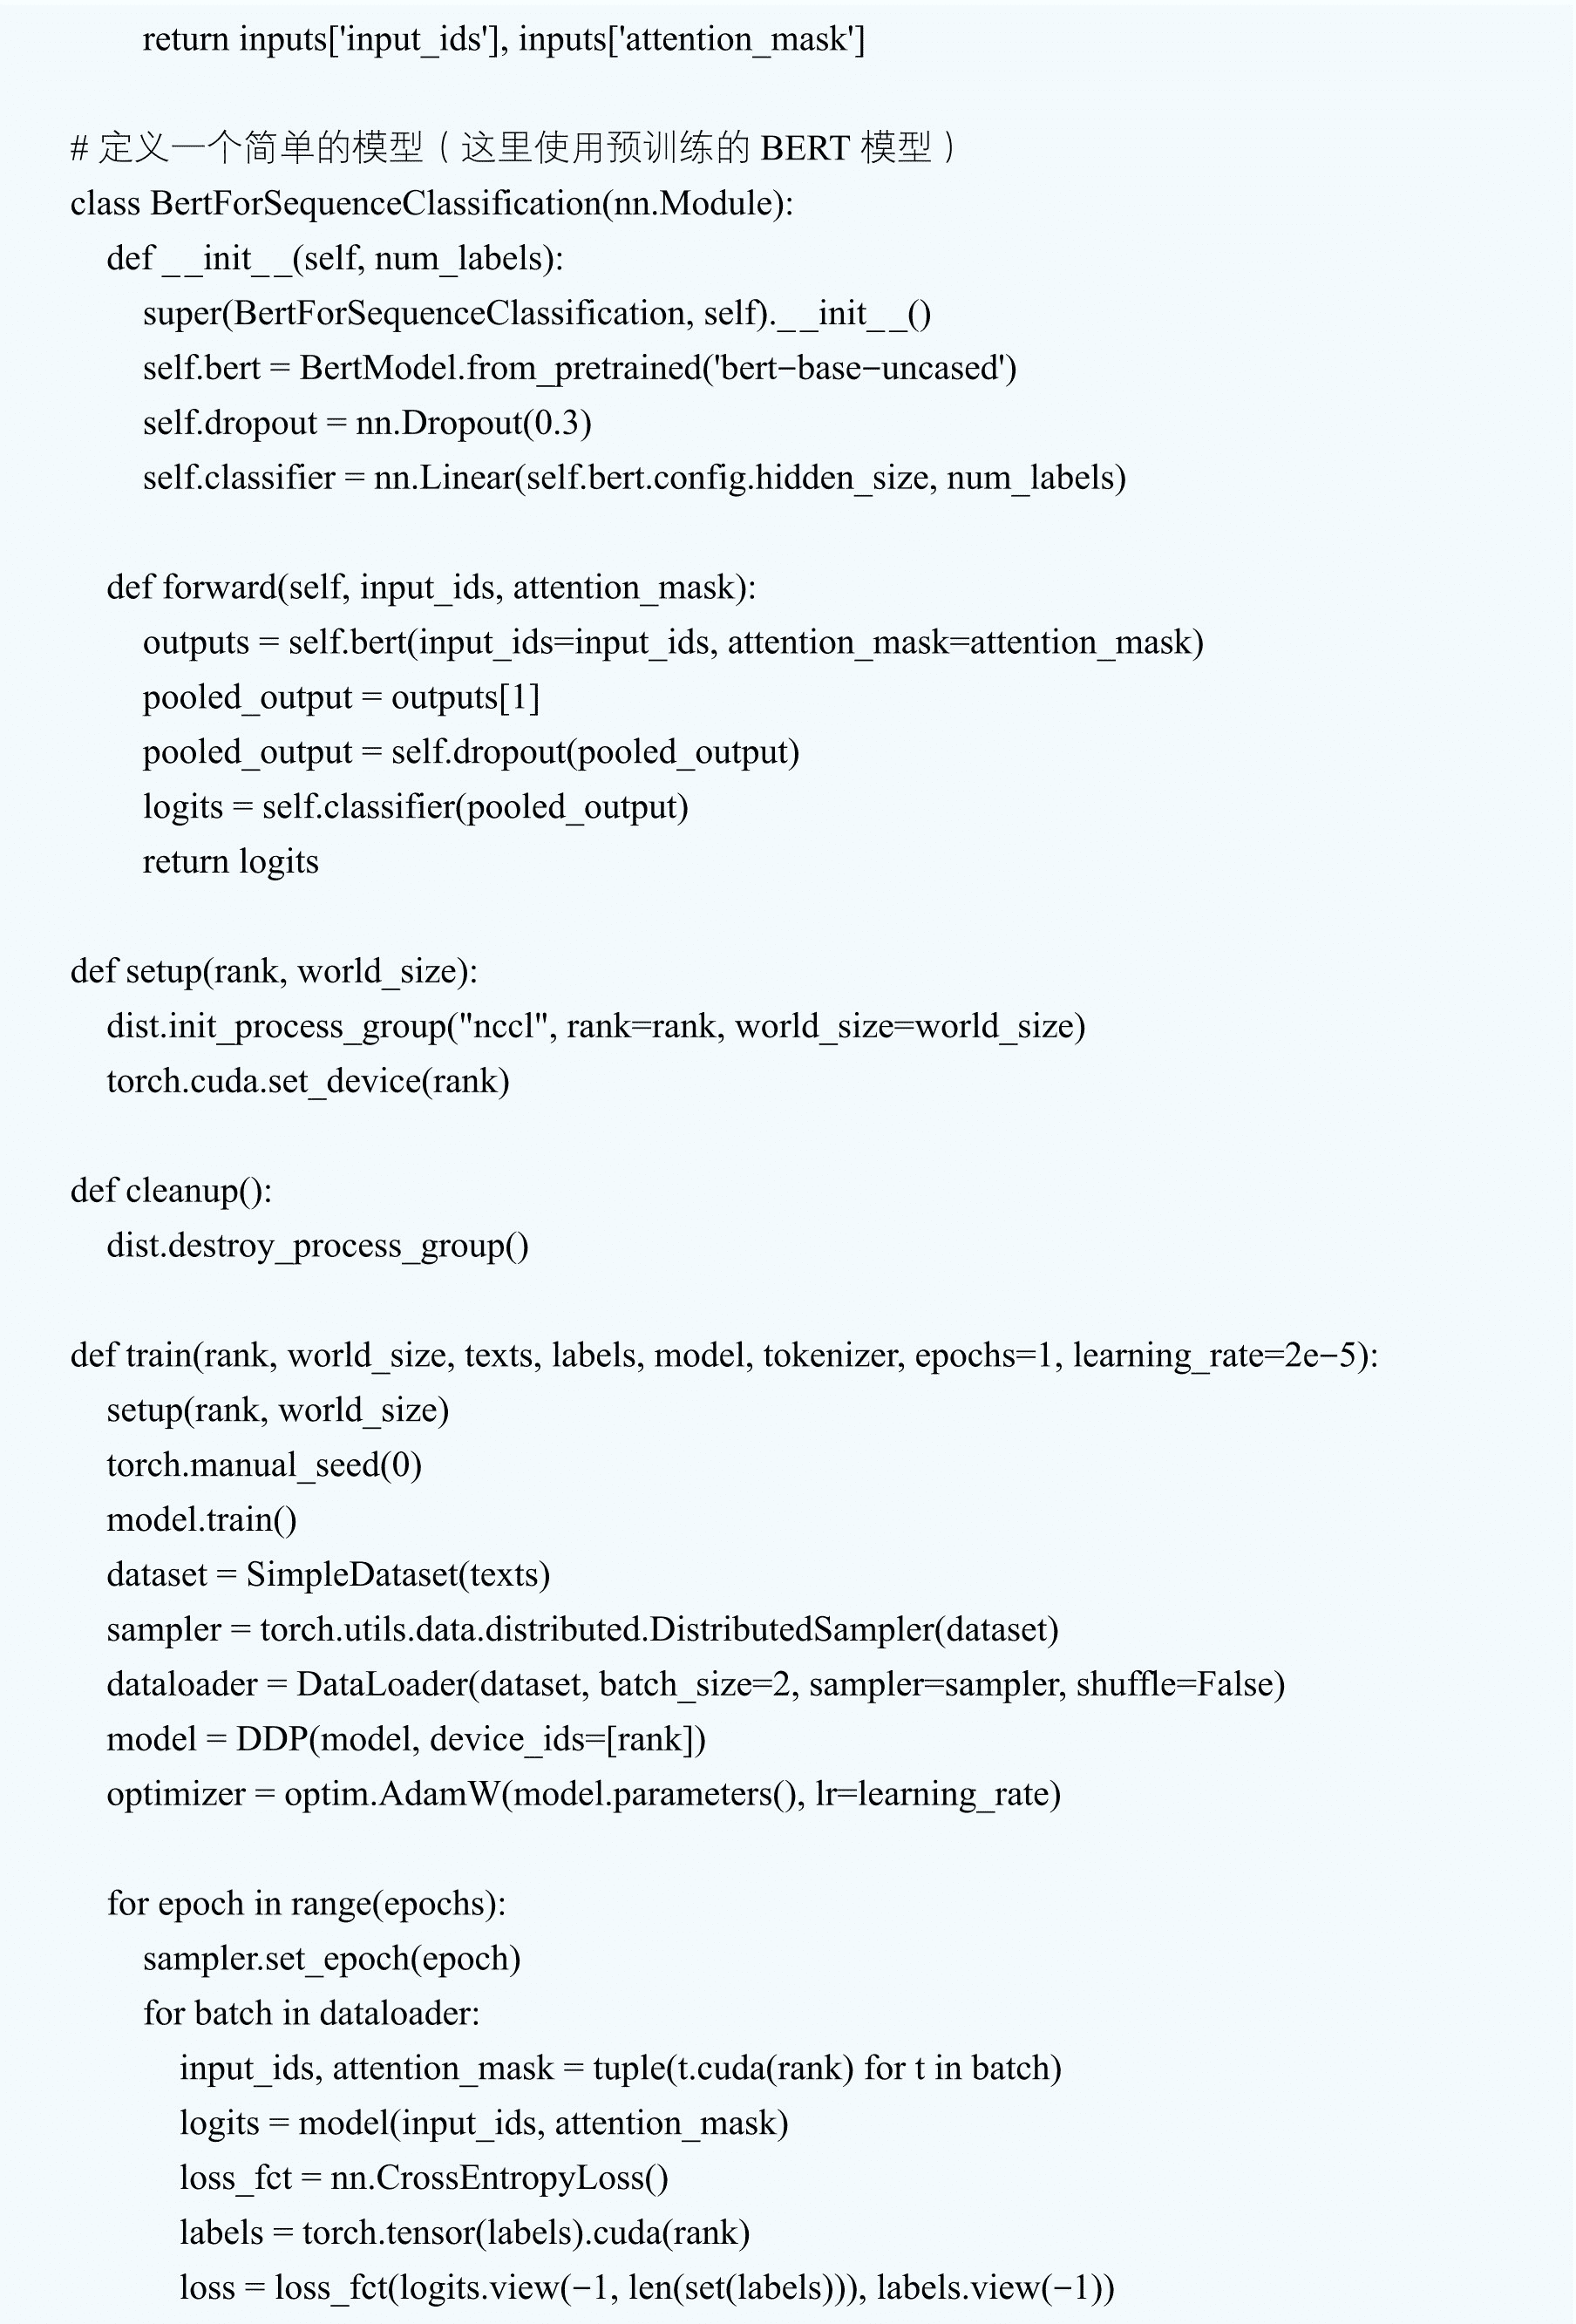 return inputs['input_ids'], inputs['attention_mask']
# 定义一个简单的模型（这里使用预训练的 BERT 模型）
class BertForSequenceClassification(nn.Module):
def __init__(self, num_labels):
super(BertForSequenceClassification, self).__init__()
self.bert = BertModel.from_pretrained('bert−base−uncased')
self.dropout = nn.Dropout(0.3)
self.classifier = nn.Linear(self.bert.config.hidden_size, num_labels)
def forward(self, input_ids, attention_mask):
outputs = self.bert(input_ids=input_ids, attention_mask=attention_mask)
pooled_output = outputs[1]
pooled_output = self.dropout(pooled_output)
logits = self.classifier(pooled_output)
return logits
def setup(rank, world_size):
dist.init_process_group("nccl", rank=rank, world_size=world_size)
torch.cuda.set_device(rank)
def cleanup():
dist.destroy_process_group()
def train(rank, world_size, texts, labels, model, tokenizer, epochs=1, learning_rate=2e−5):
setup(rank, world_size)
torch.manual_seed(0)
model.train()
dataset = SimpleDataset(texts)
sampler = torch.utils.data.distributed.DistributedSampler(dataset)
dataloader = DataLoader(dataset, batch_size=2, sampler=sampler, shuffle=False)
model = DDP(model, device_ids=[rank])
optimizer = optim.AdamW(model.parameters(), lr=learning_rate)
for epoch in range(epochs):
sampler.set_epoch(epoch)
for batch in dataloader:
input_ids, attention_mask = tuple(t.cuda(rank) for t in batch)
logits = model(input_ids, attention_mask)
loss_fct = nn.CrossEntropyLoss()
labels = torch.tensor(labels).cuda(rank)
loss = loss_fct(logits.view(−1, len(set(labels))), labels.view(−1))